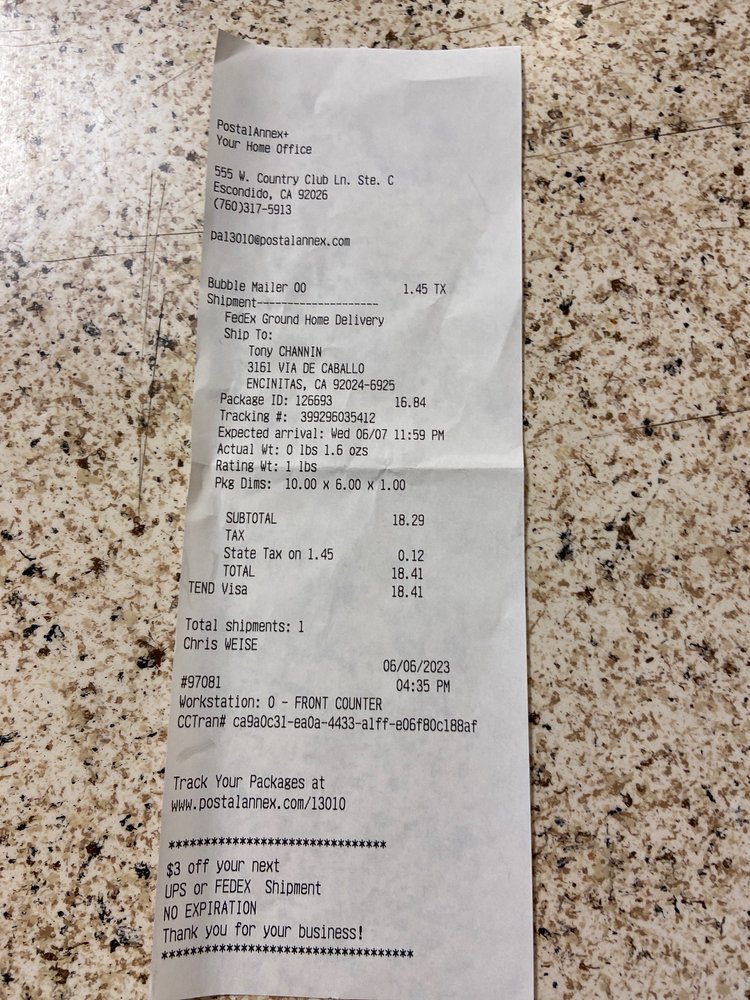 PostalAnnex+
Your Home Office
555 W. Country Club Ln. Ste. C
Escondido, CA 92026
(760)317-5913
pa13010@postalannex.com
Bubble Mailer 00 1.45 TX
Shipment--------------------
FedEx Ground Home Delivery
Ship To:
Tony CHANNIN
3161 VIA DE CABALLO
ENCINITAS, CA 92024-6925
Package ID: 126693 16.84
Tracking #: 399296035412
Expected arrival: Wed 06/07 11:59 PM
Actual Wt: 0 lbs 1.6 ozs
Rating Wt: 1 lbs
Pkg Dims: 10.00 x 6.00 x 1.00
SUBTOTAL 18.29
TAX
State Tax on 1.45 0.12
TOTAL 18.41
TEND Visa 18.41
Total shipments: 1
Chris WEISE
06/06/2023
#97081 04:35 PM
Workstation: 0 - FRONT COUNTER
CCTran# ca9a0c31-ea0a-4433-a1ff-e06f80c188af
Track Your Packages at
www.postalannex.com/13010
*******************************
$3 off your next
UPS or FEDEX Shipment
NO EXPIRATION
Thank you for your business!
***********************************